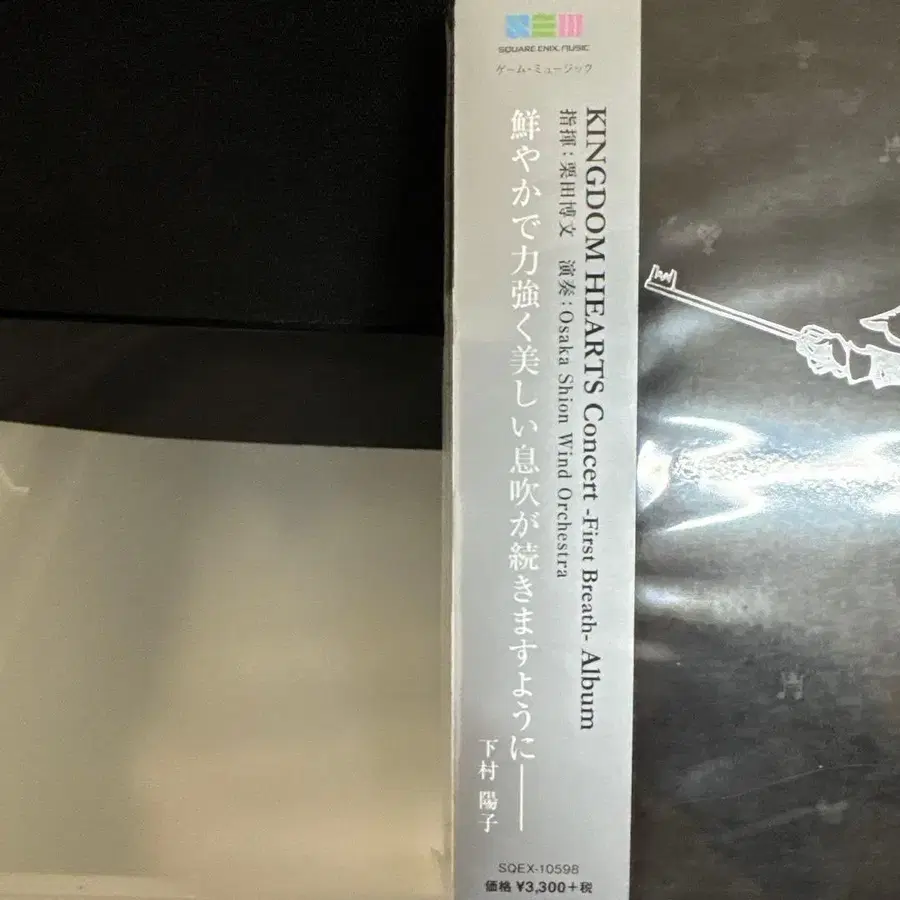 SQUARE ENIX MUSIC
ゲーム・ミュージック
KINGDOM HEARTS Concert -First Breath- Album
指揮：栗田博文　演奏：Osaka Shion Wind Orchestra
鮮やかで力強く美しい息吹が続きますように――
下村 陽子
SQEX-10598
価格 ¥3,300+税